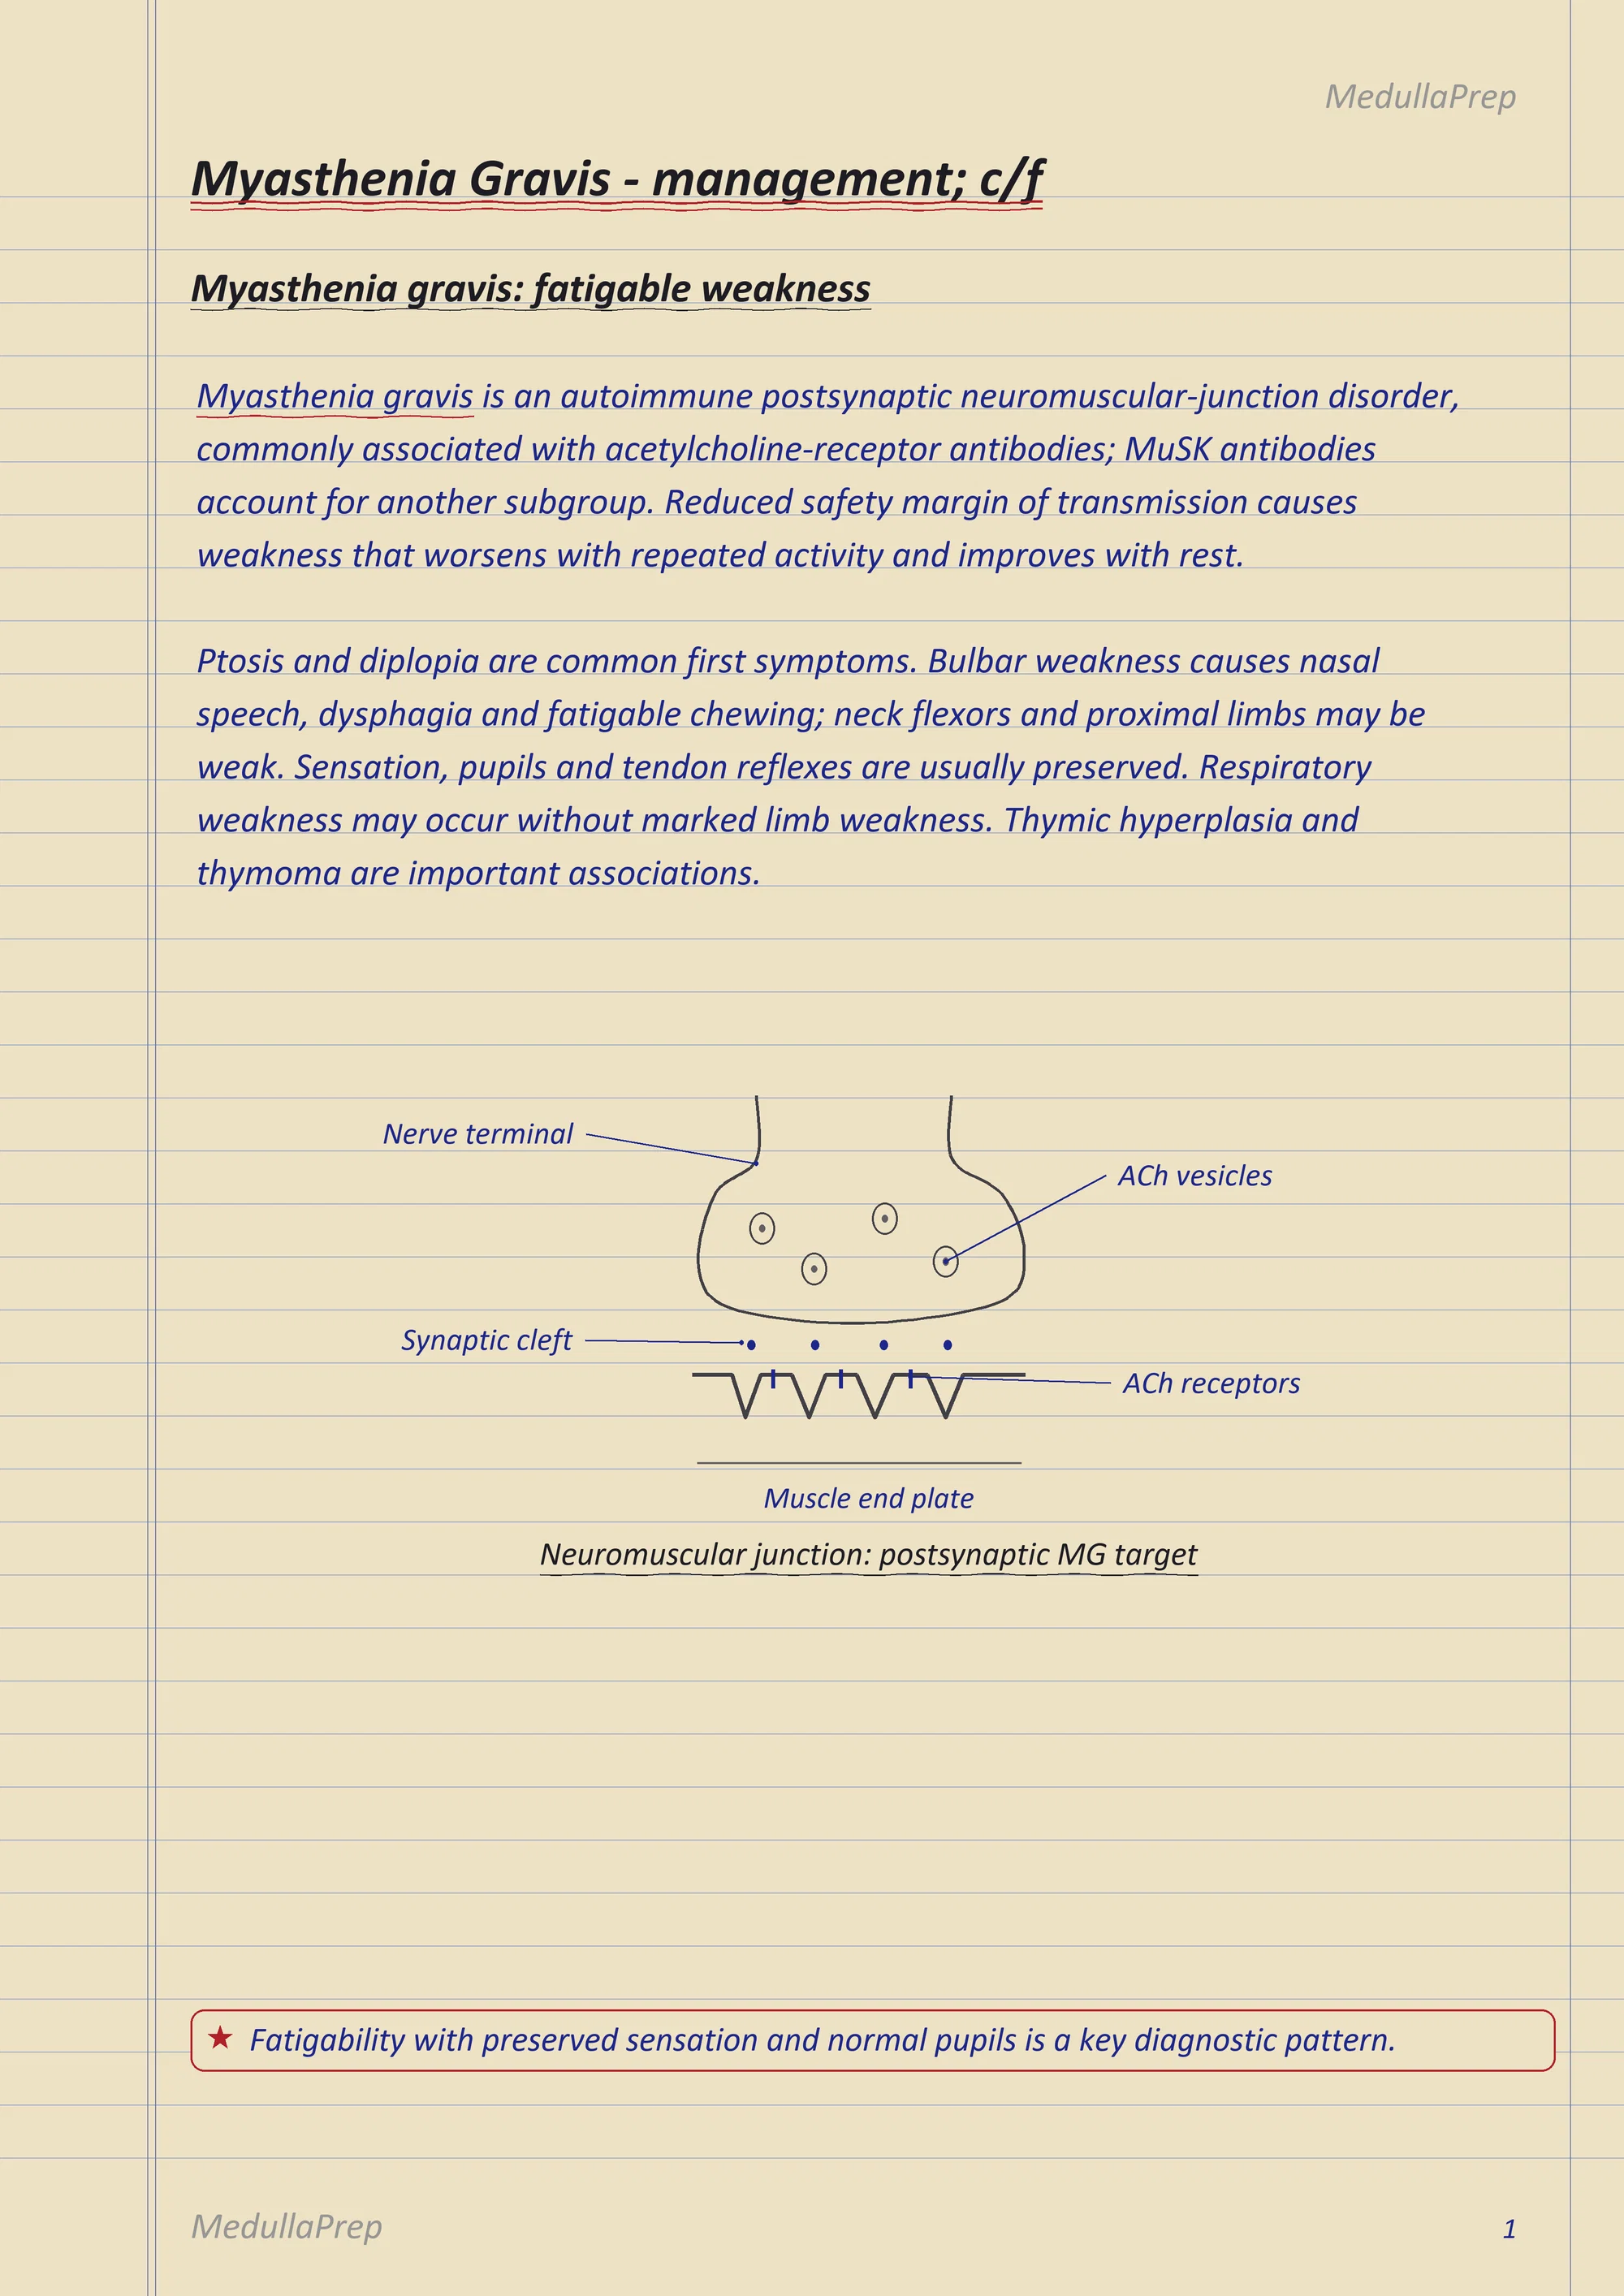 MedullaPrep
Myasthenia Gravis - management; c/f
Myasthenia gravis: fatigable weakness
Myasthenia gravis is an autoimmune postsynaptic neuromuscular-junction disorder,
commonly associated with acetylcholine-receptor antibodies; MuSK antibodies
account for another subgroup. Reduced safety margin of transmission causes
weakness that worsens with repeated activity and improves with rest.
Ptosis and diplopia are common first symptoms. Bulbar weakness causes nasal
speech, dysphagia and fatigable chewing; neck flexors and proximal limbs may be
weak. Sensation, pupils and tendon reflexes are usually preserved. Respiratory
weakness may occur without marked limb weakness. Thymic hyperplasia and
thymoma are important associations.
Nerve terminal
ACh vesicles
Synaptic cleft
ACh receptors
Muscle end plate
Neuromuscular junction: postsynaptic MG target
★ Fatigability with preserved sensation and normal pupils is a key diagnostic pattern.
MedullaPrep
1